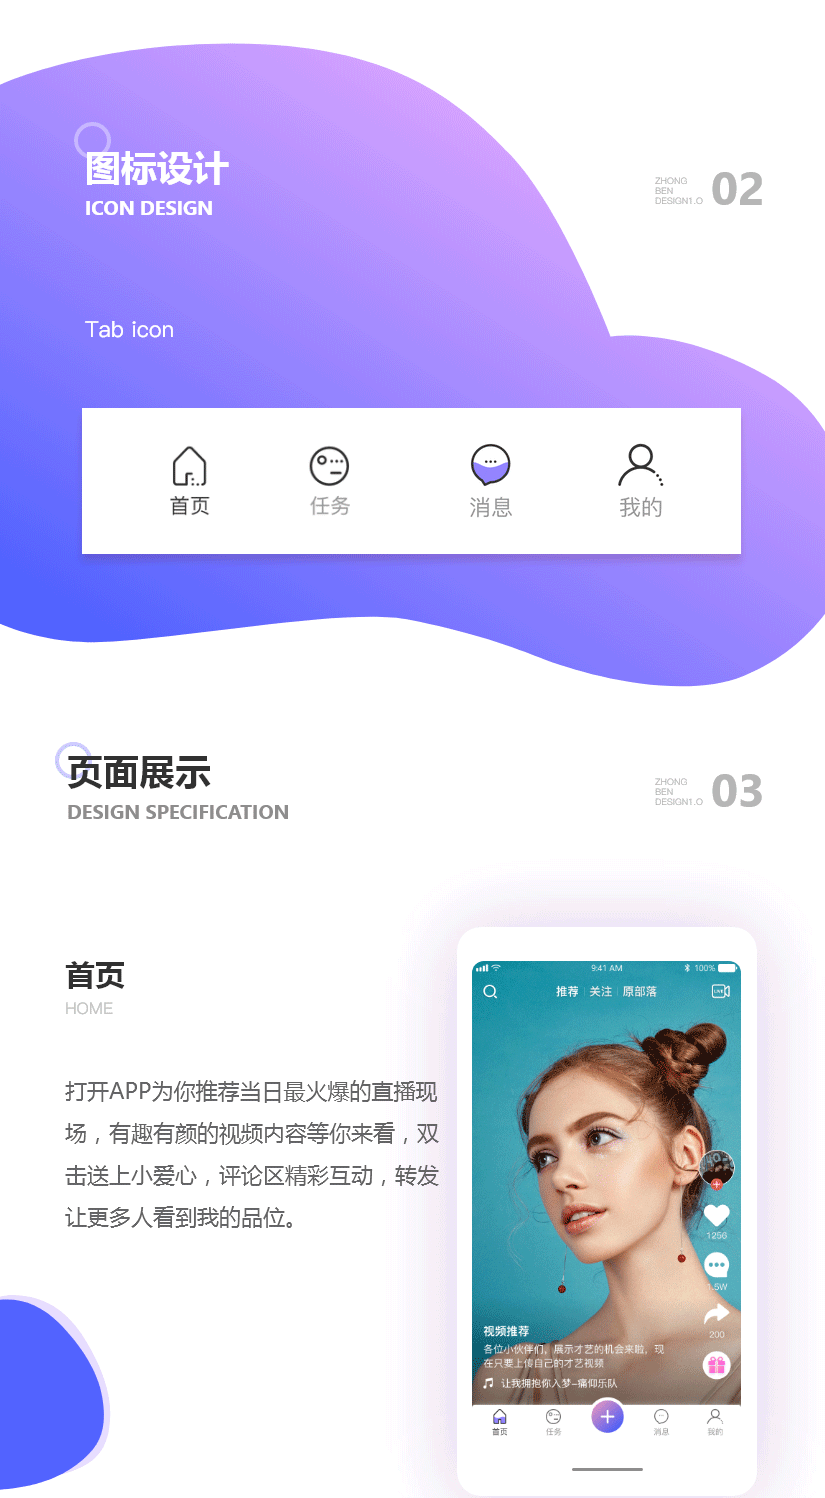 图标设计
ICON DESIGN
ZHONG
BEN
DESIGN1.O
02
Tab icon
首页
任务
消息
我的
页面展示
DESIGN SPECIFICATION
ZHONG
BEN
DESIGN1.O
03
首页
HOME
打开APP为你推荐当日最火爆的直播现
场，有趣有颜的视频内容等你来看，双
击送上小爱心，评论区精彩互动，转发
让更多人看到我的品位。
9:41 AM
100%
推荐 关注 原部落
LIVE
1256
1.5W
200
视频推荐
各位小伙伴们，展示才艺的机会来啦，现
在只要上传自己的才艺视频
让我拥抱你入梦–痛仰乐队
首页
任务
消息
我的